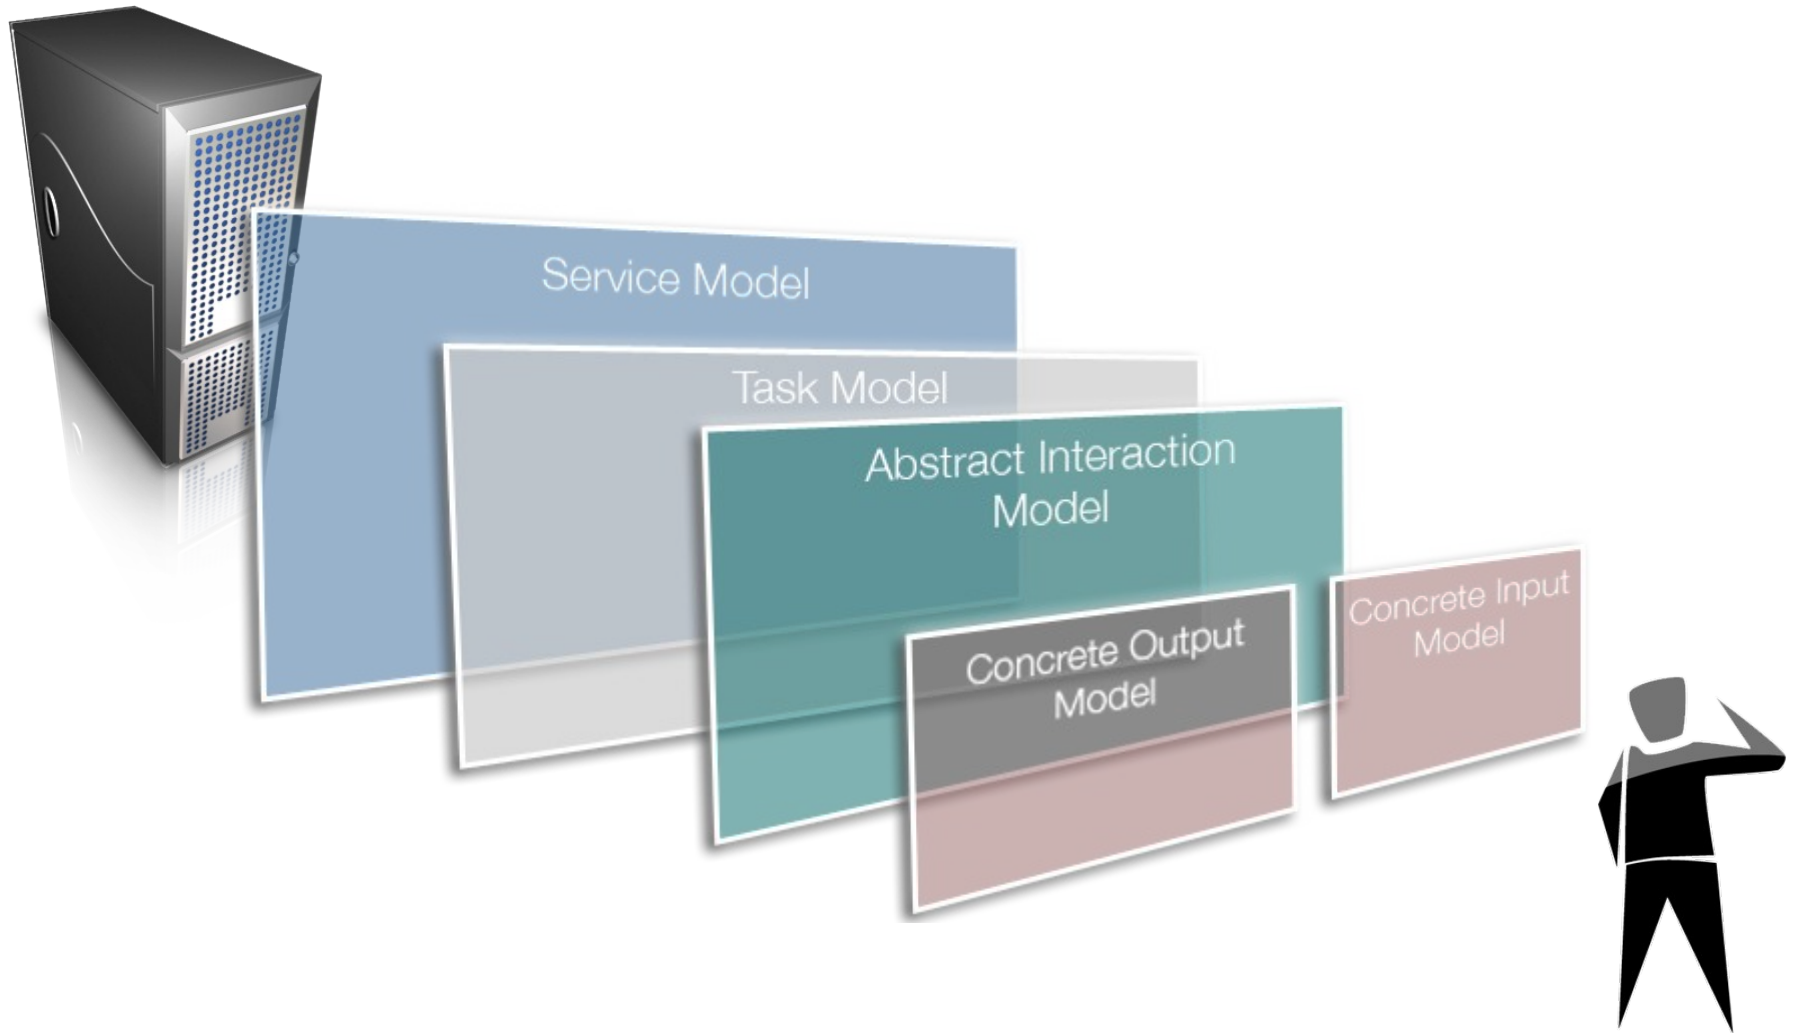 Service Model
Task Model
Abstract Interaction
Model
Concrete Output
Model
Concrete Input
Model